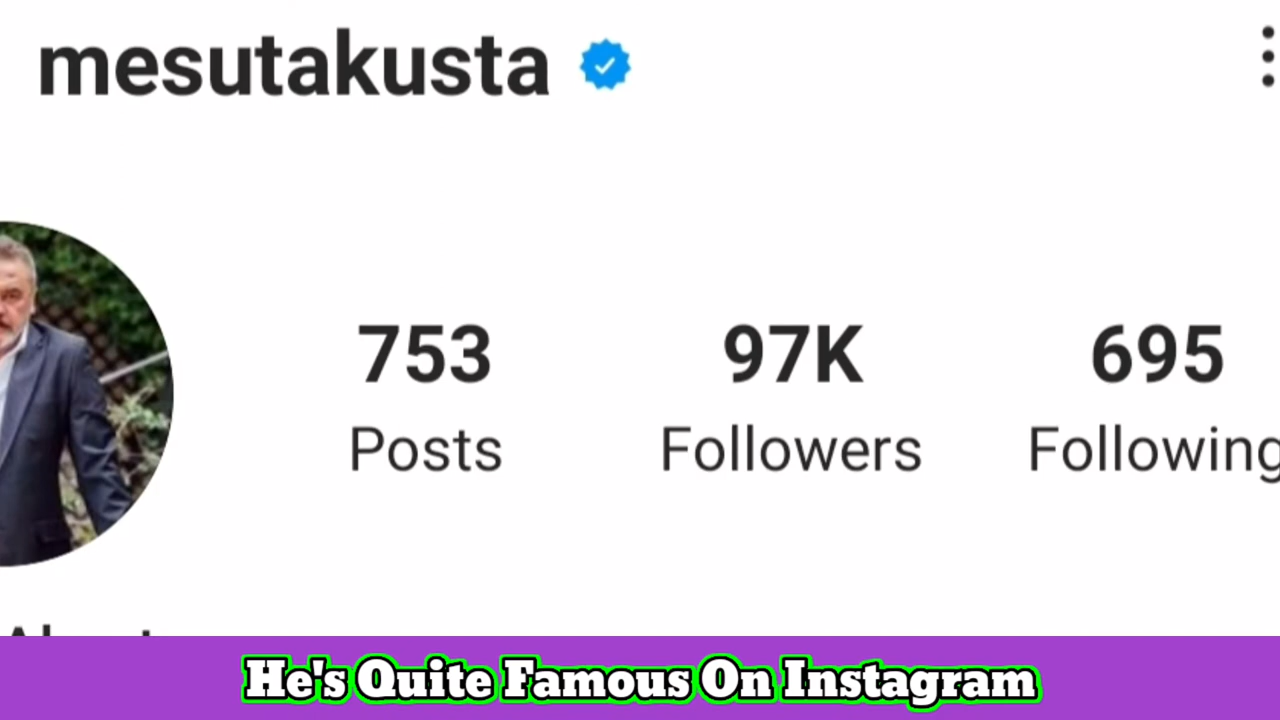 mesutakusta
753 97K 695
Posts Followers Following
He's Quite Famous On Instagram